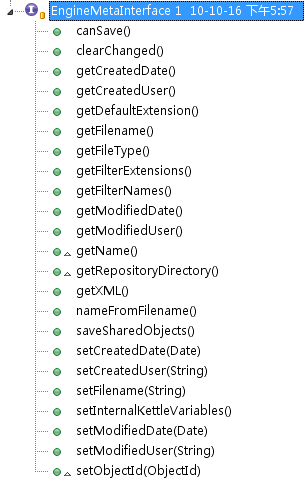 EngineMetaInterface 1 10-10-16 下午5:57
canSave()
clearChanged()
getCreatedDate()
getCreatedUser()
getDefaultExtension()
getFilename()
getFileType()
getFilterExtensions()
getFilterNames()
getModifiedDate()
getModifiedUser()
getName()
getRepositoryDirectory()
getXML()
nameFromFilename()
saveSharedObjects()
setCreatedDate(Date)
setCreatedUser(String)
setFilename(String)
setInternalKettleVariables()
setModifiedDate(Date)
setModifiedUser(String)
setObjectId(ObjectId)